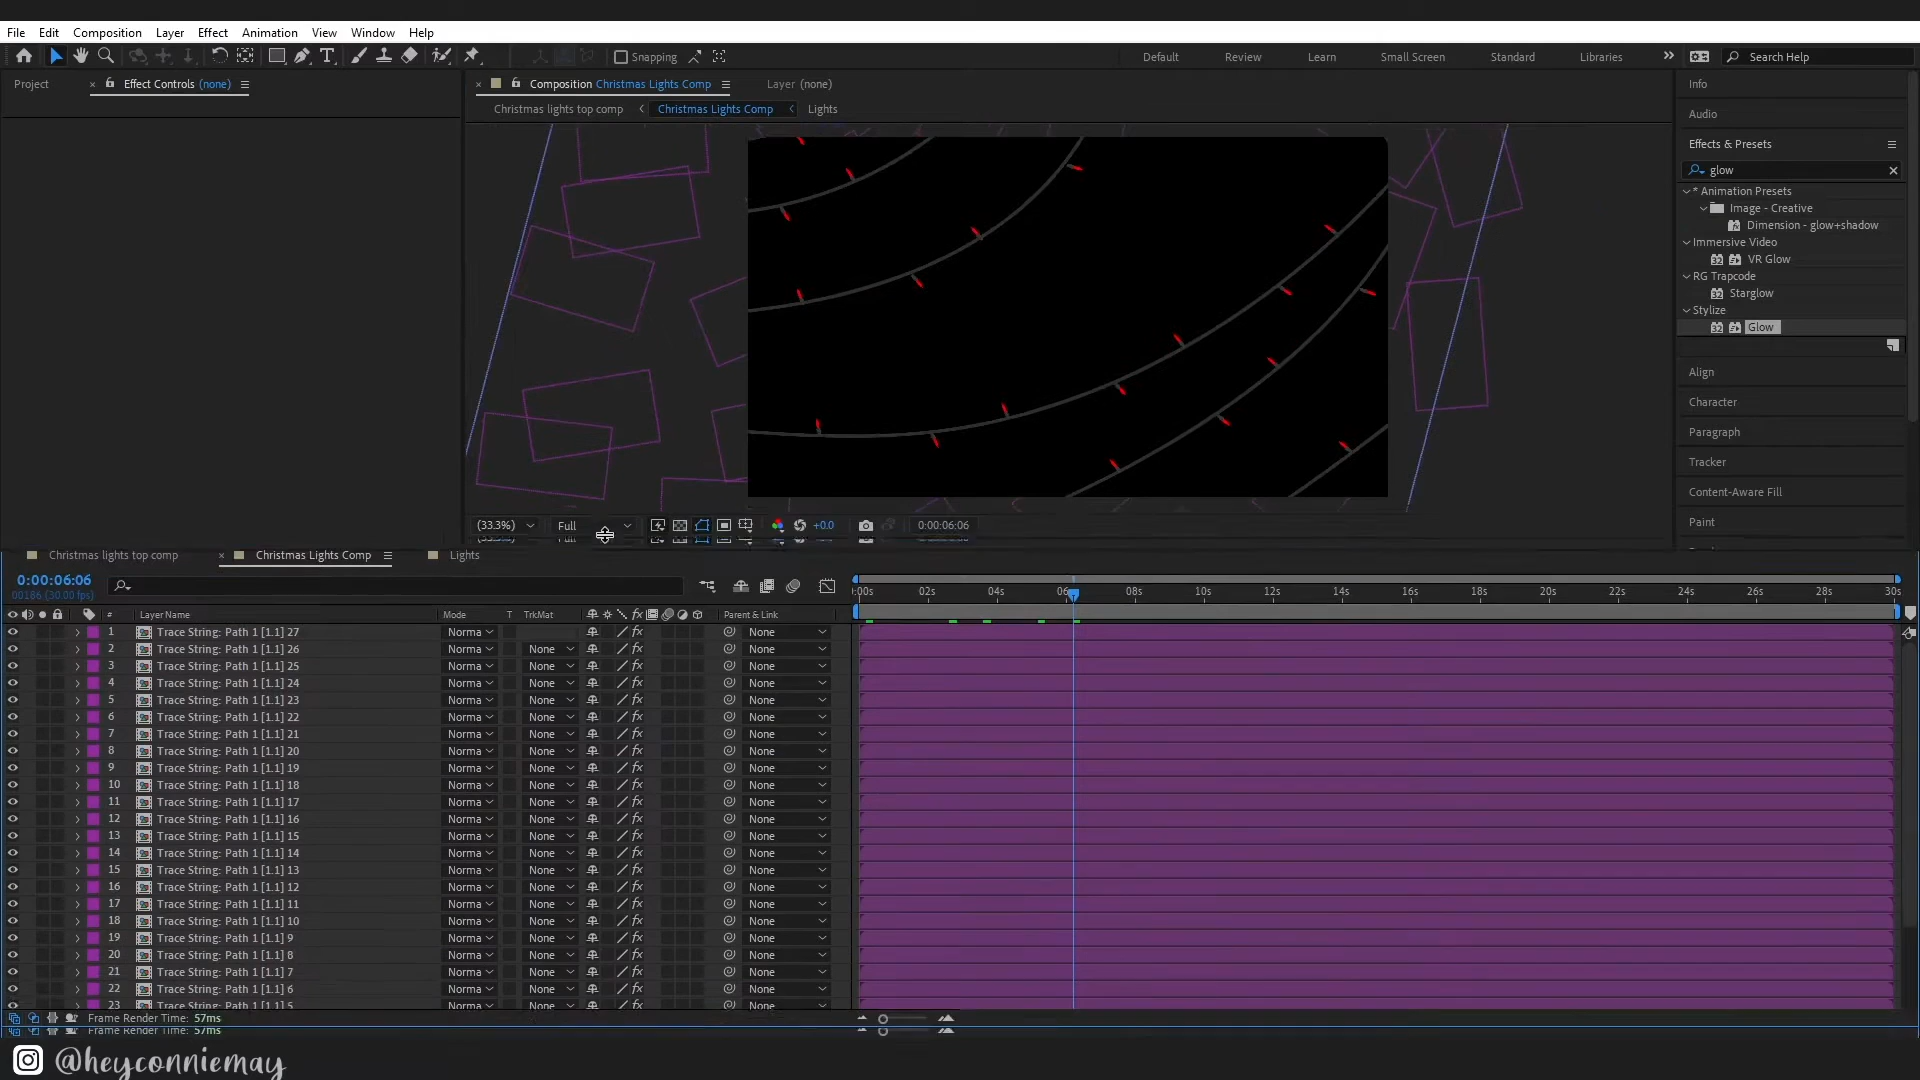 File Edit Composition Layer Effect Animation View Window Help
Snapping Default Review Learn Small Screen Standard Libraries Search Help
Project Effect Controls (none)
Composition Christmas Lights Comp Layer (none)
Christmas lights top comp Christmas Lights Comp Lights
Info
Audio
Effects & Presets
glow
* Animation Presets
Image - Creative
Dimension - glow+shadow
Immersive Video
VR Glow
RG Trapcode
Starglow
Stylize
Glow
Align
Character
Paragraph
Tracker
Content-Aware Fill
Paint
(33.3%) Full +0.0 0:00:06:06
Christmas lights top comp Christmas Lights Comp Lights
0:00:06:06
00186 (30.00 fps)
:00s 02s 04s 06s 08s 10s 12s 14s 16s 18s 20s 22s 24s 26s 28s 30s
# Layer Name Mode T TrkMat Parent & Link
1 Trace String: Path 1 [1.1] 27 Norma None
2 Trace String: Path 1 [1.1] 26 Norma None None
3 Trace String: Path 1 [1.1] 25 Norma None None
4 Trace String: Path 1 [1.1] 24 Norma None None
5 Trace String: Path 1 [1.1] 23 Norma None None
6 Trace String: Path 1 [1.1] 22 Norma None None
7 Trace String: Path 1 [1.1] 21 Norma None None
8 Trace String: Path 1 [1.1] 20 Norma None None
9 Trace String: Path 1 [1.1] 19 Norma None None
10 Trace String: Path 1 [1.1] 18 Norma None None
11 Trace String: Path 1 [1.1] 17 Norma None None
12 Trace String: Path 1 [1.1] 16 Norma None None
13 Trace String: Path 1 [1.1] 15 Norma None None
14 Trace String: Path 1 [1.1] 14 Norma None None
15 Trace String: Path 1 [1.1] 13 Norma None None
16 Trace String: Path 1 [1.1] 12 Norma None None
17 Trace String: Path 1 [1.1] 11 Norma None None
18 Trace String: Path 1 [1.1] 10 Norma None None
19 Trace String: Path 1 [1.1] 9 Norma None None
20 Trace String: Path 1 [1.1] 8 Norma None None
21 Trace String: Path 1 [1.1] 7 Norma None None
22 Trace String: Path 1 [1.1] 6 Norma None None
23 Trace String: Path 1 [1.1] 5 Norma None None
Frame Render Time: 57ms
Frame Render Time: 57ms
@heyconniemay